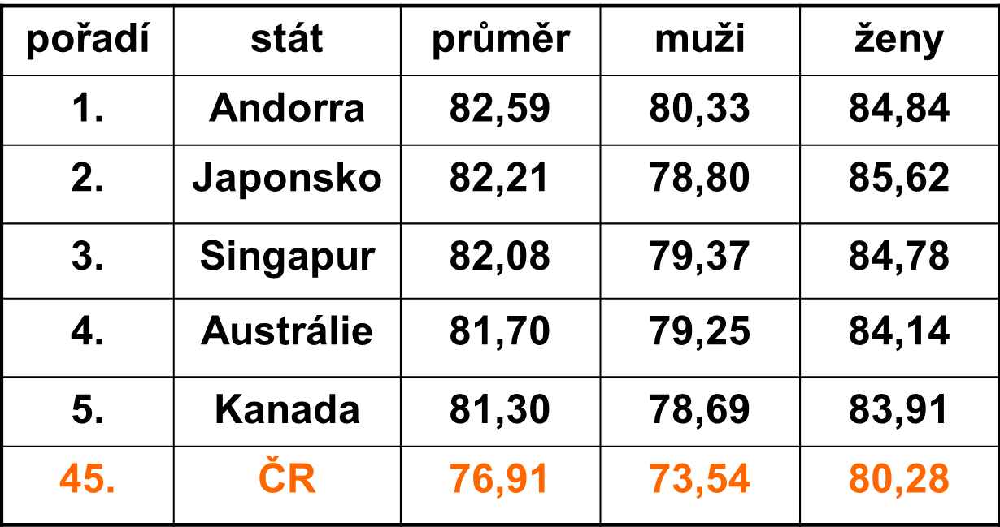 pořadí stát průměr muži ženy
1. Andorra 82,59 80,33 84,84
2. Japonsko 82,21 78,80 85,62
3. Singapur 82,08 79,37 84,78
4. Austrálie 81,70 79,25 84,14
5. Kanada 81,30 78,69 83,91
45. ČR 76,91 73,54 80,28